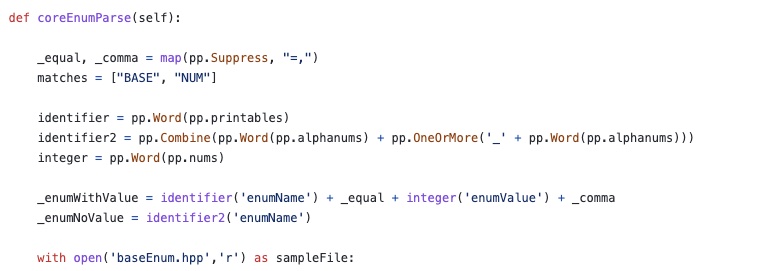 def coreEnumParse(self):
_equal, _comma = map(pp.Suppress, "=,")
matches = ["BASE", "NUM"]
identifier = pp.Word(pp.printables)
identifier2 = pp.Combine(pp.Word(pp.alphanums) + pp.OneOrMore('_' + pp.Word(pp.alphanums)))
integer = pp.Word(pp.nums)
_enumWithValue = identifier('enumName') + _equal + integer('enumValue') + _comma
_enumNoValue = identifier2('enumName')
with open('baseEnum.hpp','r') as sampleFile: